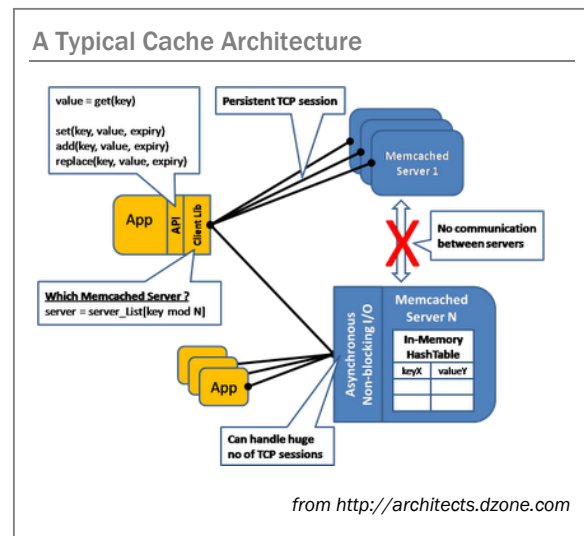 A Typical Cache Architecture
value = get(key)
set(key, value, expiry)
add(key, value, expiry)
replace(key, value, expiry)
Persistent TCP session
Memcached
Server 1
App
API
Client Lib
No communication
between servers
Which Memcached Server ?
server = server_List[key mod N]
Asynchronous
Non-blocking I/O
Memcached
Server N
In-Memory
HashTable
keyX valueY
App
Can handle huge
no of TCP sessions
from http://architects.dzone.com